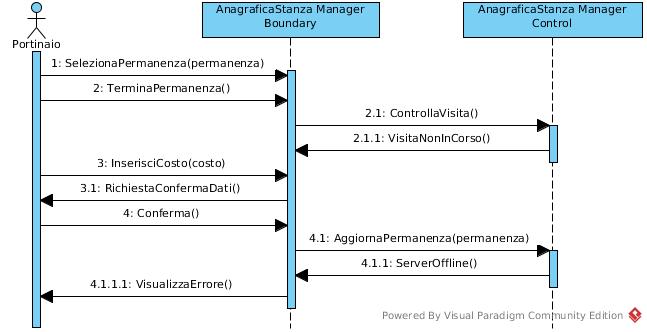 AnagraficaStanza Manager
Boundary
AnagraficaStanza Manager
Control
Portinaio
1: SelezionaPermanenza(permanenza)
2: TerminaPermanenza()
2.1: ControllaVisita()
2.1.1: VisitaNonInCorso()
3: InserisciCosto(costo)
3.1: RichiestaConfermaDati()
4: Conferma()
4.1: AggiornaPermanenza(permanenza)
4.1.1: ServerOffline()
4.1.1.1: VisualizzaErrore()
Powered By Visual Paradigm Community Edition